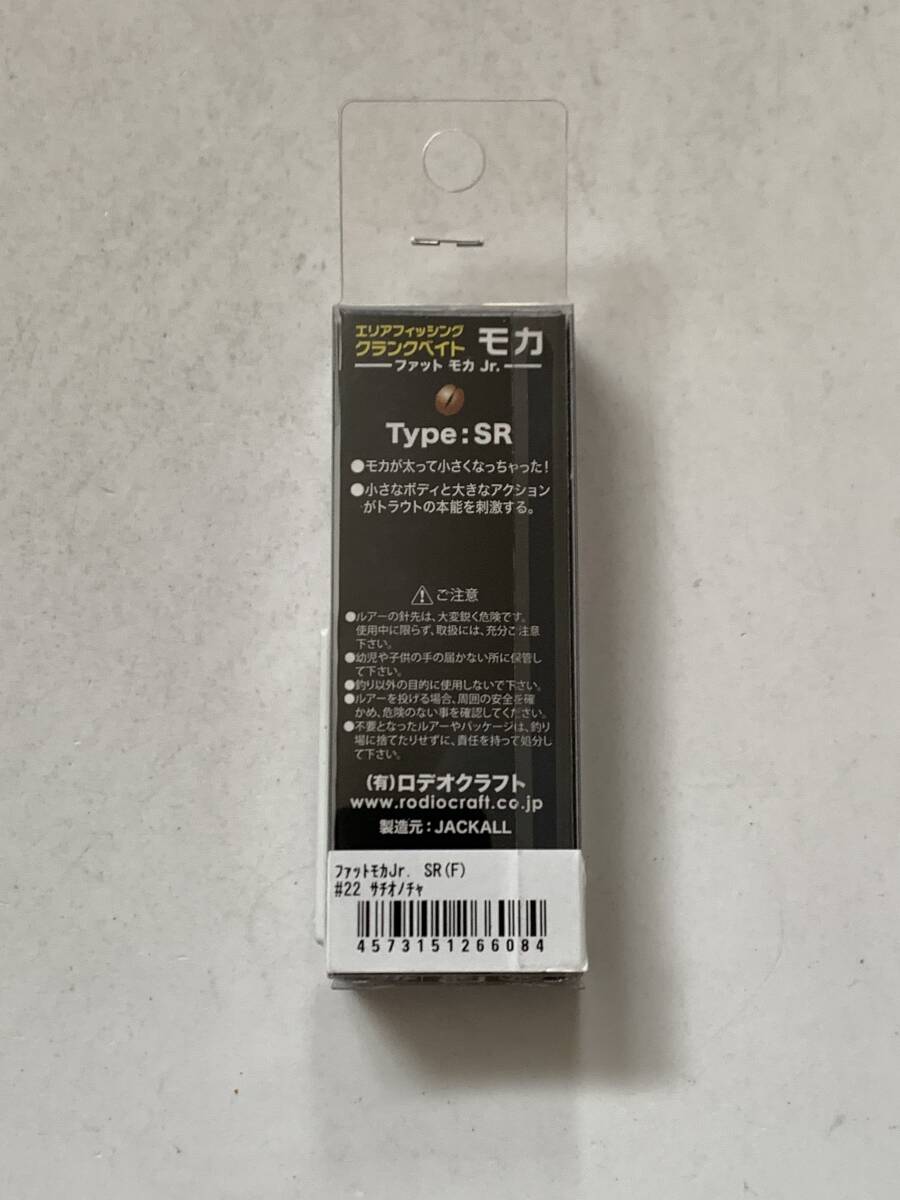 エリアフィッシング
クランクベイト モカ
ファット モカ Jr.
Type:SR
●モカが太って小さくなっちゃった!
●小さなボディと大きなアクション
がトラウトの本能を刺激する。
ご注意
●ルアーの針先は、大変鋭く危険です。
使用中に限らず、取扱には、充分ご注意
下さい。
●幼児や子供の手の届かない所に保管し
て下さい。
●釣り以外の目的に使用しないで下さい。
●ルアーを投げる場合、周囲の安全を確
かめ、危険のない事を確認してください。
●不要となったルアーやパッケージは、釣り
場に捨てたりせずに、責任を持って処分し
て下さい。
(有)ロデオクラフト
www.rodiocraft.co.jp
製造元:JACKALL
ﾌｧｯﾄﾓｶJr. SR(F)
#22 ｻﾁｵﾉﾁｬ
4573151266084